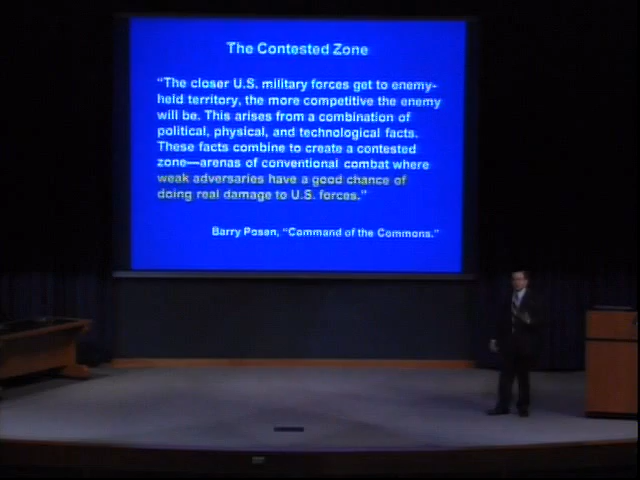 The Contested Zone
“The closer U.S. military forces get to enemy-
held territory, the more competitive the enemy
will be. This arises from a combination of
political, physical, and technological facts.
These facts combine to create a contested
zone—arenas of conventional combat where
weak adversaries have a good chance of
doing real damage to U.S. forces.”
Barry Posen, “Command of the Commons.”